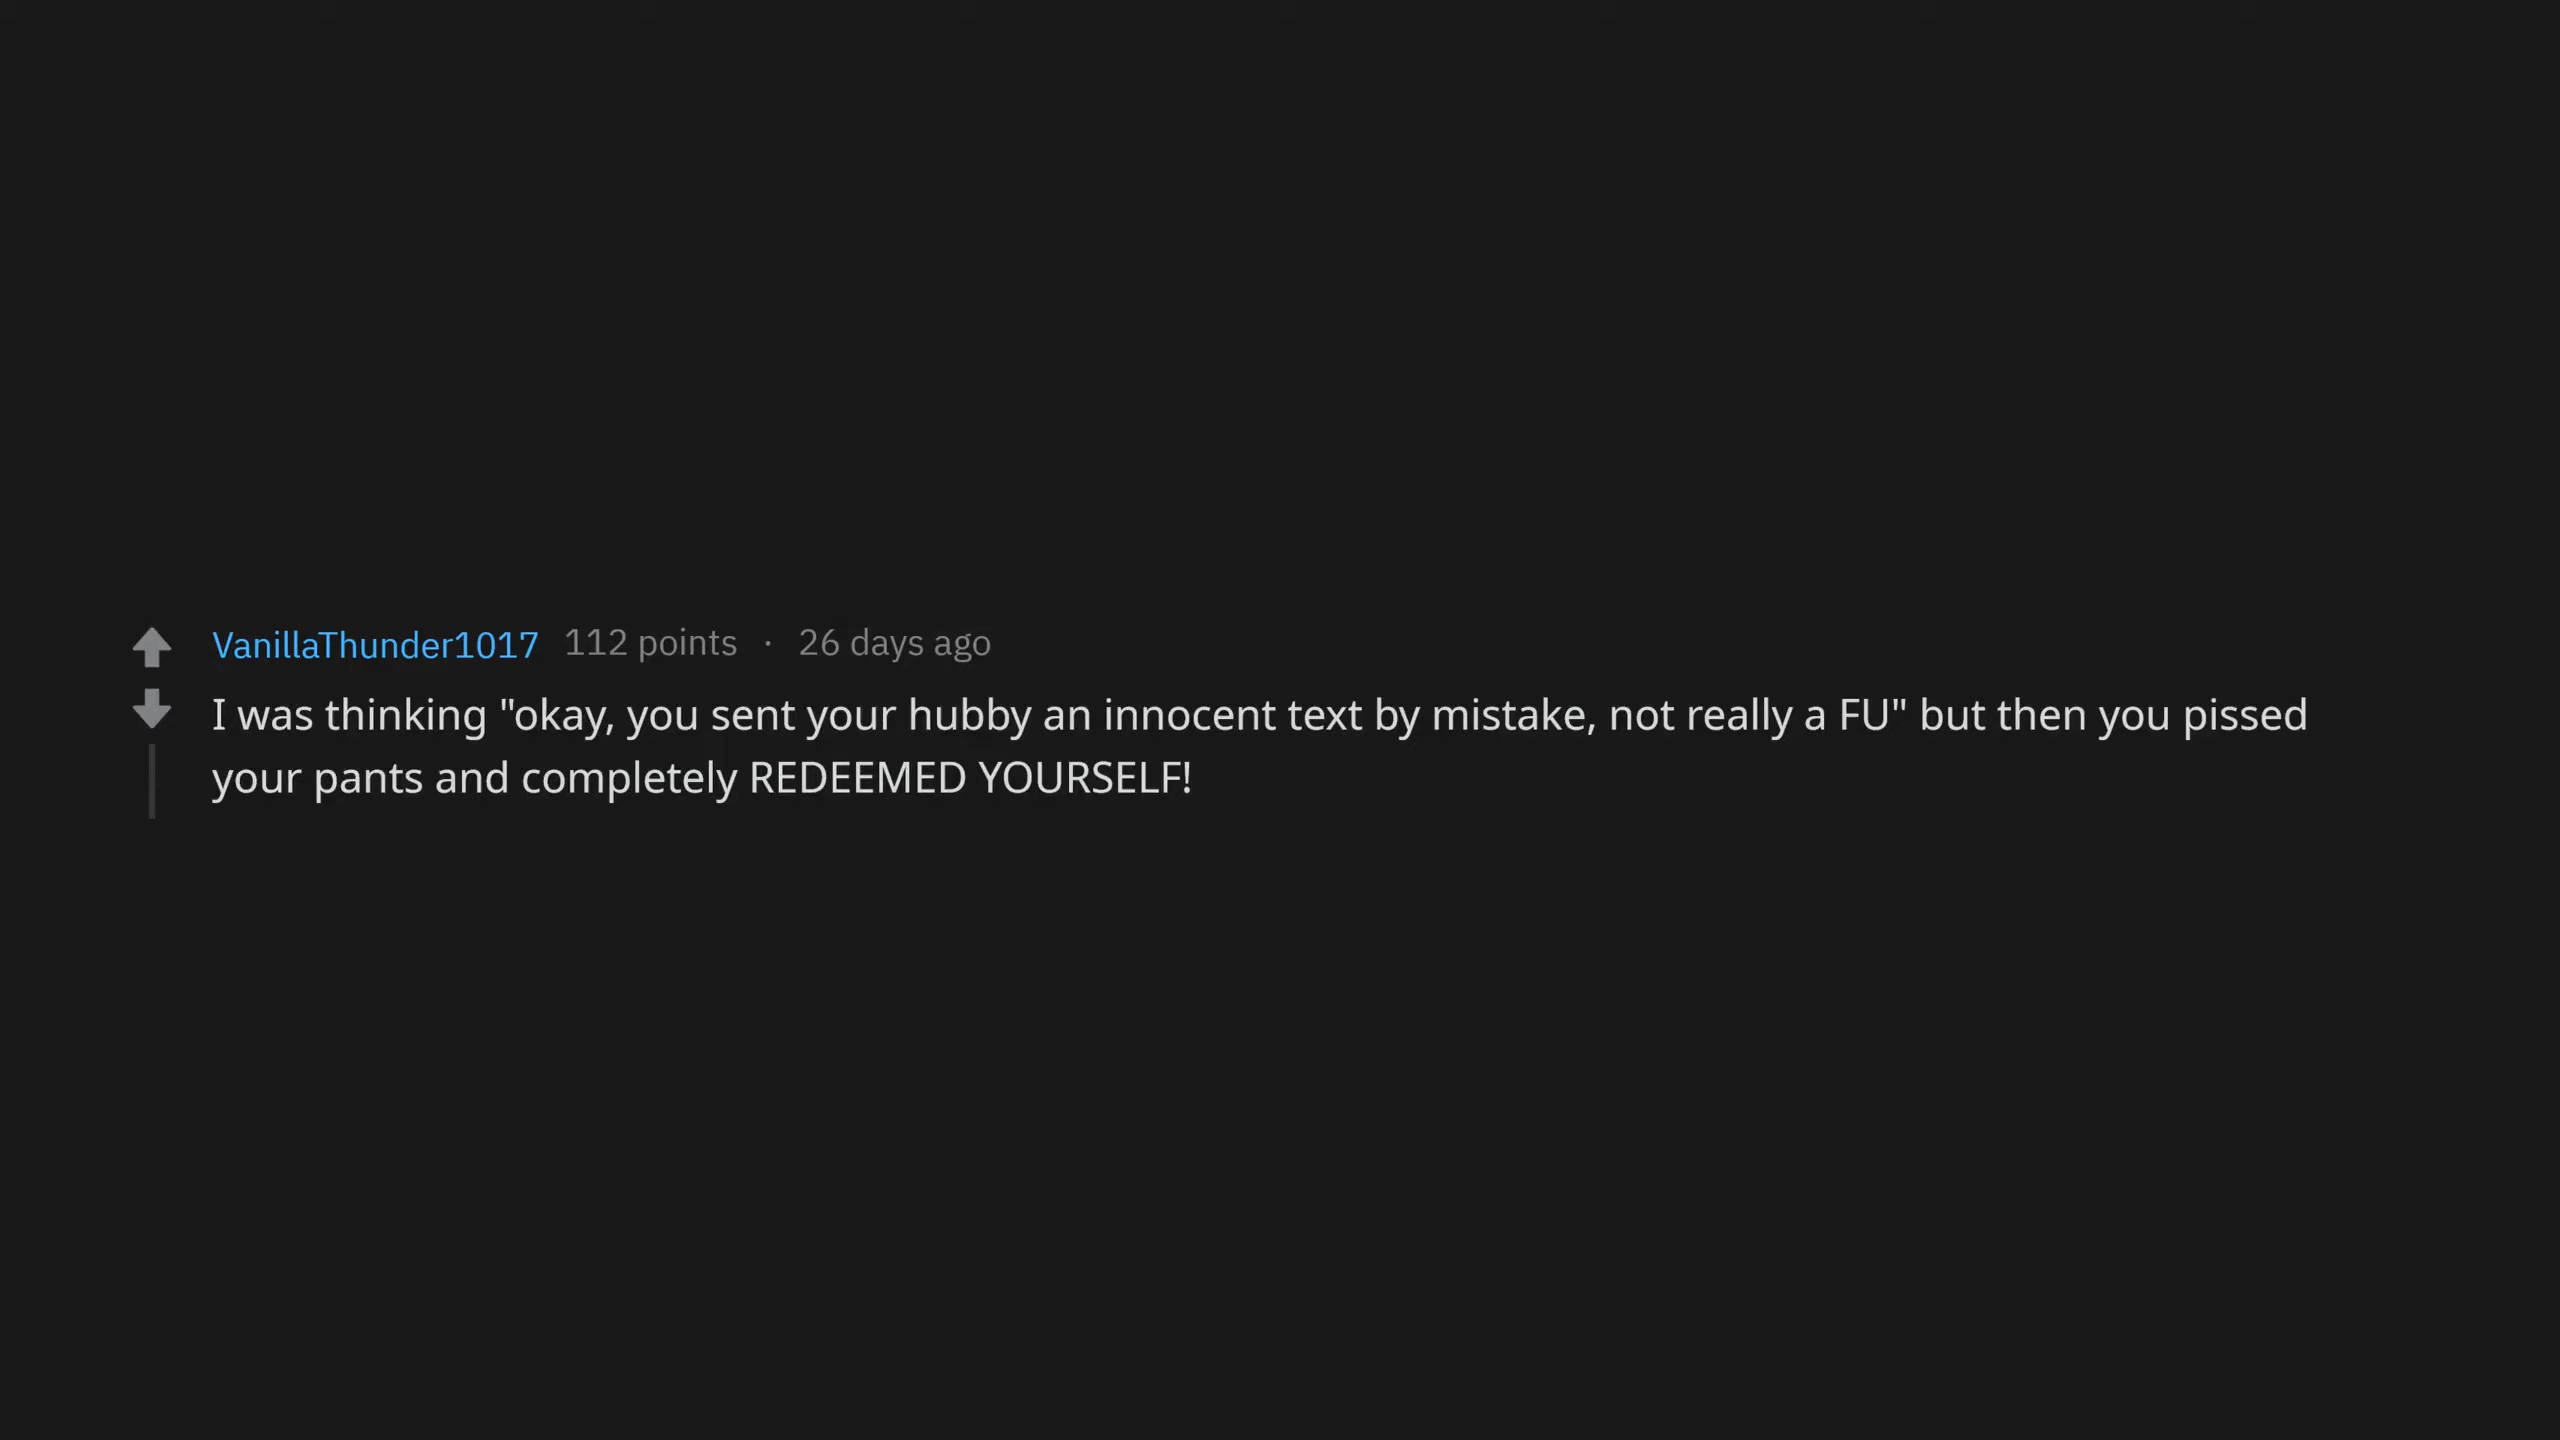 VanillaThunder1017 112 points · 26 days ago
I was thinking "okay, you sent your hubby an innocent text by mistake, not really a FU" but then you pissed
your pants and completely REDEEMED YOURSELF!